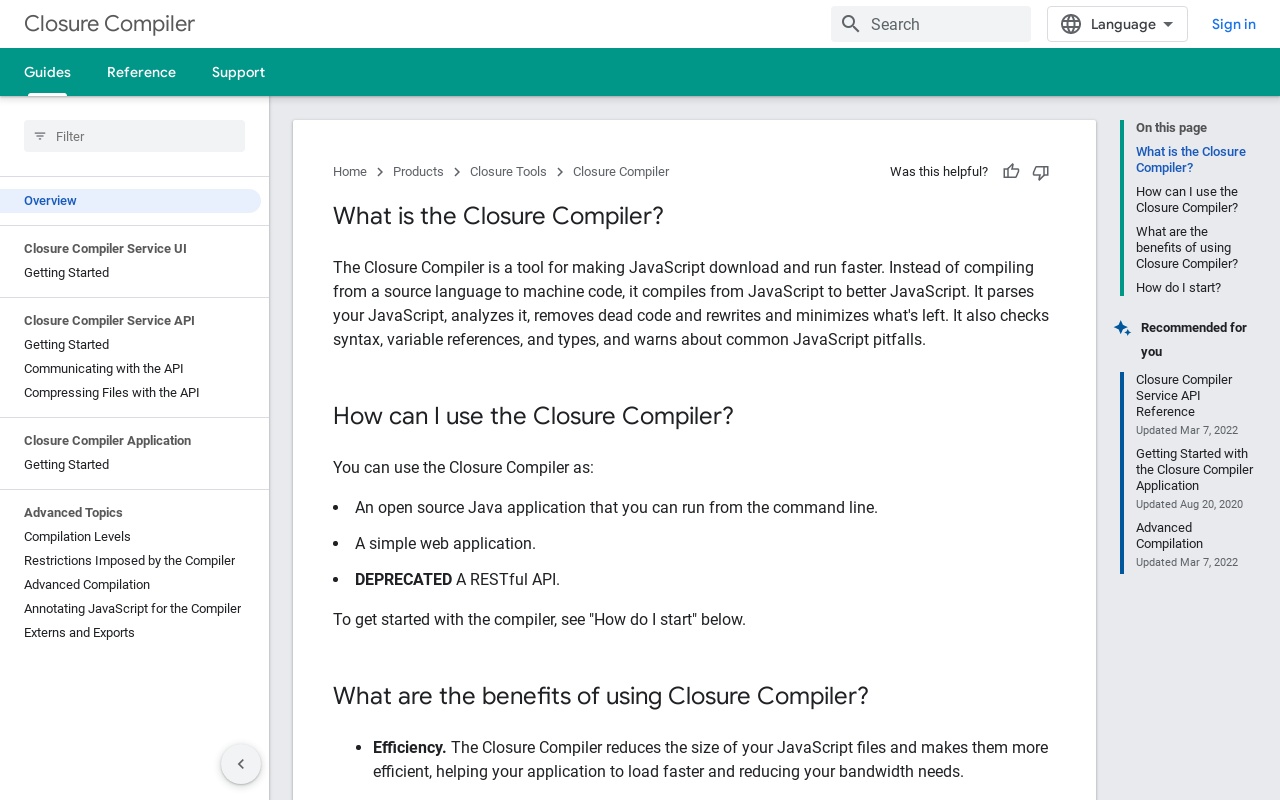 Closure Compiler
Search
Language
Sign in
Guides
Reference
Support
Filter
Overview
Closure Compiler Service UI
Getting Started
Closure Compiler Service API
Getting Started
Communicating with the API
Compressing Files with the API
Closure Compiler Application
Getting Started
Advanced Topics
Compilation Levels
Restrictions Imposed by the Compiler
Advanced Compilation
Annotating JavaScript for the Compiler
Externs and Exports
Home
Products
Closure Tools
Closure Compiler
Was this helpful?
What is the Closure Compiler?
The Closure Compiler is a tool for making JavaScript download and run faster. Instead of compiling
from a source language to machine code, it compiles from JavaScript to better JavaScript. It parses
your JavaScript, analyzes it, removes dead code and rewrites and minimizes what's left. It also checks
syntax, variable references, and types, and warns about common JavaScript pitfalls.
How can I use the Closure Compiler?
You can use the Closure Compiler as:
• An open source Java application that you can run from the command line.
• A simple web application.
• DEPRECATED A RESTful API.
To get started with the compiler, see "How do I start" below.
What are the benefits of using Closure Compiler?
• Efficiency. The Closure Compiler reduces the size of your JavaScript files and makes them more
efficient, helping your application to load faster and reducing your bandwidth needs.
On this page
What is the Closure
Compiler?
How can I use the
Closure Compiler?
What are the
benefits of using
Closure Compiler?
How do I start?
Recommended for
you
Closure Compiler
Service API
Reference
Updated Mar 7, 2022
Getting Started with
the Closure Compiler
Application
Updated Aug 20, 2020
Advanced
Compilation
Updated Mar 7, 2022